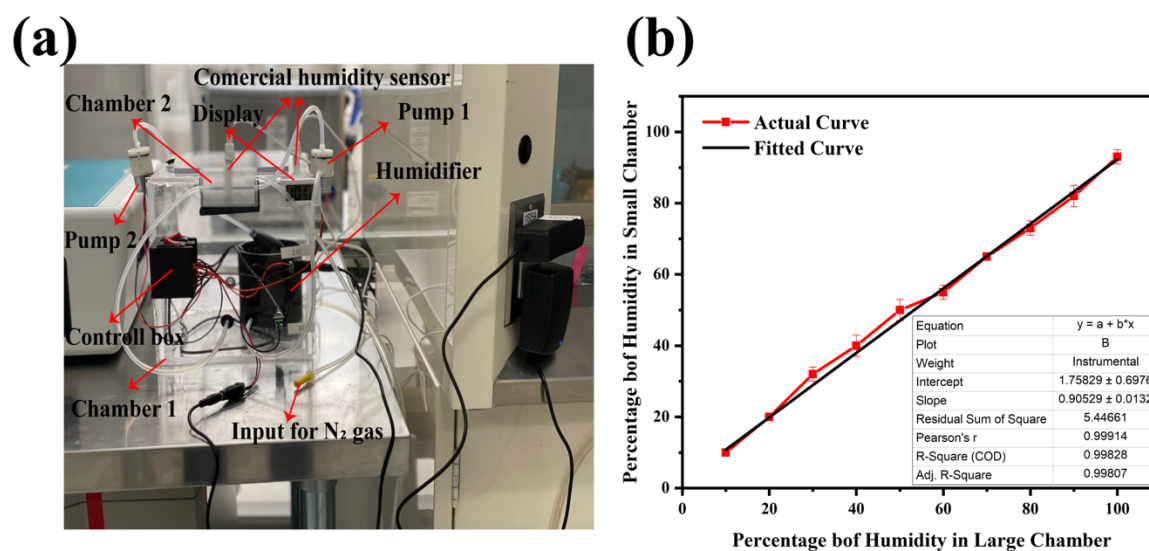 (a)
Comercial humidity sensor
Chamber 2
Display
Pump 1
Humidifier
Pump 2
Controll box
Chamber 1
Input for N₂ gas
(b)
Percentage bof Humidity in Small Chamber
100
80
60
40
20
0
Actual Curve
Fitted Curve
Equation y = a + b*x
Plot B
Weight Instrumental
Intercept 1.75829 ± 0.6976
Slope 0.90529 ± 0.0132
Residual Sum of Square 5.44661
Pearson's r 0.99914
R-Square (COD) 0.99828
Adj. R-Square 0.99807
0 20 40 60 80 100
Percentage bof Humidity in Large Chamber